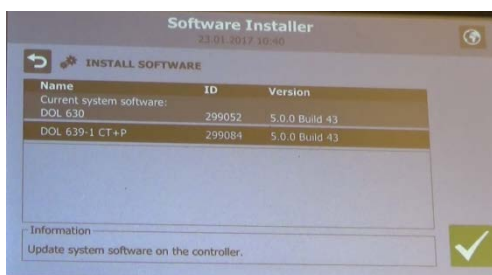 Software Installer
23.01.2017 10:40
INSTALL SOFTWARE
Name ID Version
Current system software:
DOL 630 299052 5.0.0 Build 43
DOL 639-1 CT+P 299084 5.0.0 Build 43
Information
Update system software on the controller.